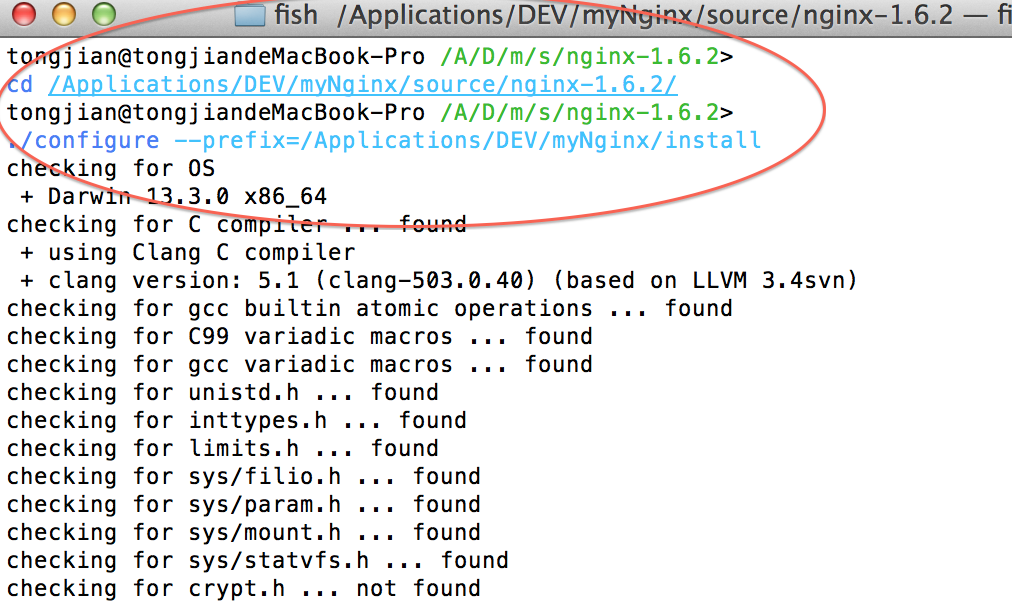 fish /Applications/DEV/myNginx/source/nginx-1.6.2 — fi
tongjian@tongjiandeMacBook-Pro /A/D/m/s/nginx-1.6.2>
cd /Applications/DEV/myNginx/source/nginx-1.6.2/
tongjian@tongjiandeMacBook-Pro /A/D/m/s/nginx-1.6.2>
./configure --prefix=/Applications/DEV/myNginx/install
checking for OS
 + Darwin 13.3.0 x86_64
checking for C compiler ... found
 + using Clang C compiler
 + clang version: 5.1 (clang-503.0.40) (based on LLVM 3.4svn)
checking for gcc builtin atomic operations ... found
checking for C99 variadic macros ... found
checking for gcc variadic macros ... found
checking for unistd.h ... found
checking for inttypes.h ... found
checking for limits.h ... found
checking for sys/filio.h ... found
checking for sys/param.h ... found
checking for sys/mount.h ... found
checking for sys/statvfs.h ... found
checking for crypt.h ... not found